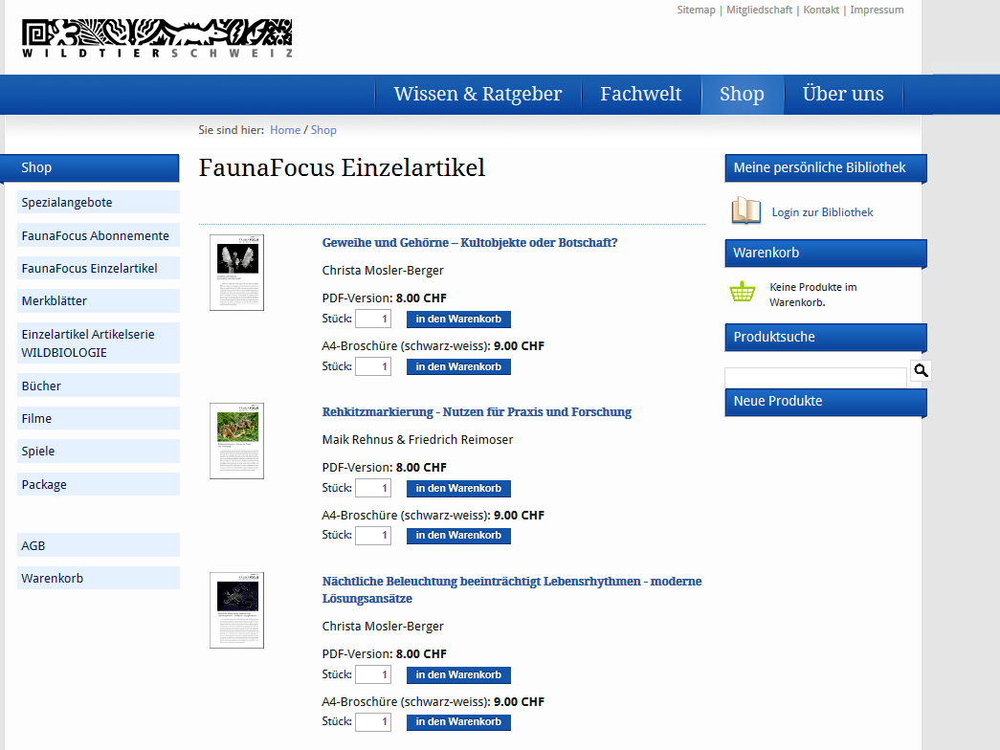 Sitemap | Mitgliedschaft | Kontakt | Impressum
WILDTIERSCHWEIZ
Wissen & Ratgeber
Fachwelt
Shop
Über uns
Sie sind hier: Home / Shop
Shop
Spezialangebote
FaunaFocus Abonnemente
FaunaFocus Einzelartikel
Merkblätter
Einzelartikel Artikelserie
WILDBIOLOGIE
Bücher
Filme
Spiele
Package
AGB
Warenkorb
FaunaFocus Einzelartikel
Geweihe und Gehörne – Kultobjekte oder Botschaft?
Christa Mosler-Berger
PDF-Version: 8.00 CHF
Stück: 1 in den Warenkorb
A4-Broschüre (schwarz-weiss): 9.00 CHF
Stück: 1 in den Warenkorb
Rehkitzmarkierung - Nutzen für Praxis und Forschung
Maik Rehnus & Friedrich Reimoser
PDF-Version: 8.00 CHF
Stück: 1 in den Warenkorb
A4-Broschüre (schwarz-weiss): 9.00 CHF
Stück: 1 in den Warenkorb
Nächtliche Beleuchtung beeinträchtigt Lebensrhythmen - moderne
Lösungsansätze
Christa Mosler-Berger
PDF-Version: 8.00 CHF
Stück: 1 in den Warenkorb
A4-Broschüre (schwarz-weiss): 9.00 CHF
Stück: 1 in den Warenkorb
Meine persönliche Bibliothek
Login zur Bibliothek
Warenkorb
Keine Produkte im
Warenkorb.
Produktsuche
Neue Produkte